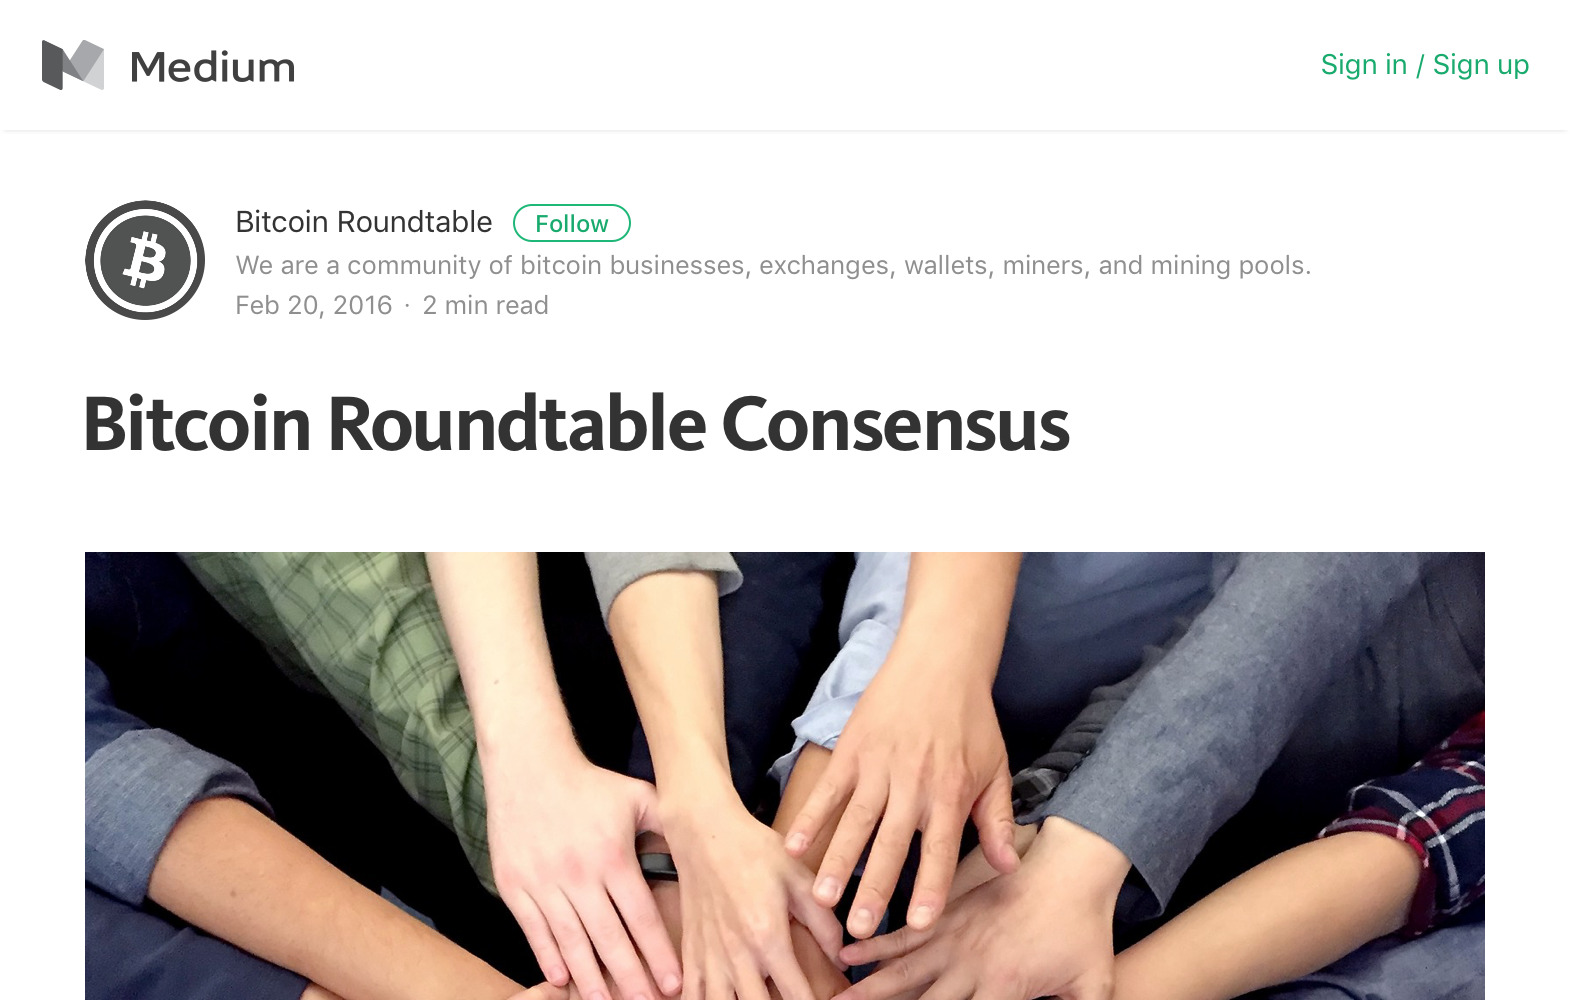 Medium
Sign in / Sign up
Bitcoin Roundtable Follow
We are a community of bitcoin businesses, exchanges, wallets, miners, and mining pools.
Feb 20, 2016 · 2 min read
Bitcoin Roundtable Consensus